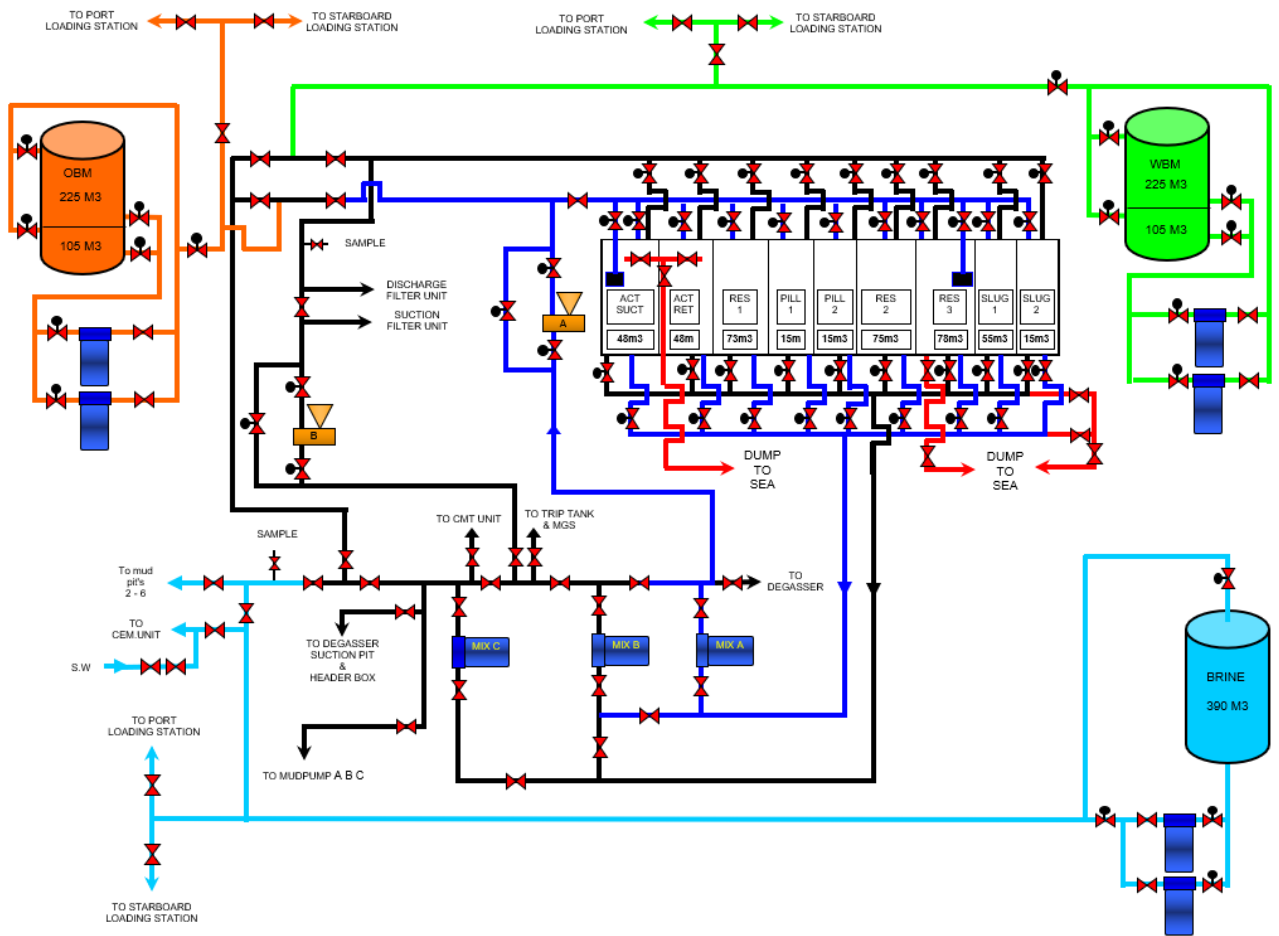 TO PORT
LOADING STATION
TO STARBOARD
LOADING STATION
TO PORT
LOADING STATION
TO STARBOARD
LOADING STATION
OBM
225 M3
105 M3
WBM
225 M3
105 M3
SAMPLE
DISCHARGE
FILTER UNIT
SUCTION
FILTER UNIT
A
B
ACT
SUCT
48m3
ACT
RET
48m
RES
1
73m3
PILL
1
15m
PILL
2
15m3
RES
2
75m3
RES
3
78m3
SLUG
1
55m3
SLUG
2
15m3
DUMP
TO
SEA
DUMP
TO
SEA
TO CMT UNIT
TO TRIP TANK
& MGS
SAMPLE
To mud
pit's
2 - 6
TO
CEM.UNIT
S.W
TO
DEGASSER
TO DEGASSER
SUCTION PIT
&
HEADER BOX
MIX C
MIX B
MIX A
BRINE
390 M3
TO PORT
LOADING STATION
TO MUDPUMP A B C
TO STARBOARD
LOADING STATION